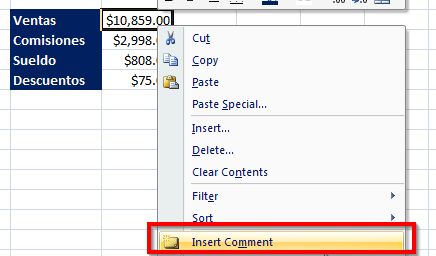 Ventas $10,859.00
Comisiones $2,998.
Sueldo $808.
Descuentos $75.
Cut
Copy
Paste
Paste Special...
Insert...
Delete...
Clear Contents
Filter
Sort
Insert Comment